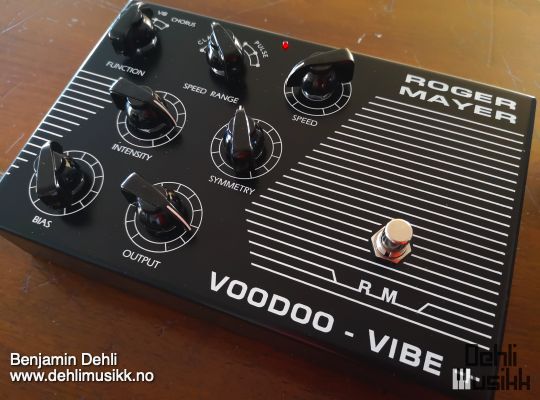 VIB CHORUS
FUNCTION
PULSE
SPEED RANGE
SPEED
ROGER
MAYER
INTENSITY
SYMMETRY
BIAS
OUTPUT
R M
VOODOO - VIBE
Benjamin Dehli
www.dehlimusikk.no
Dehli
Musikk